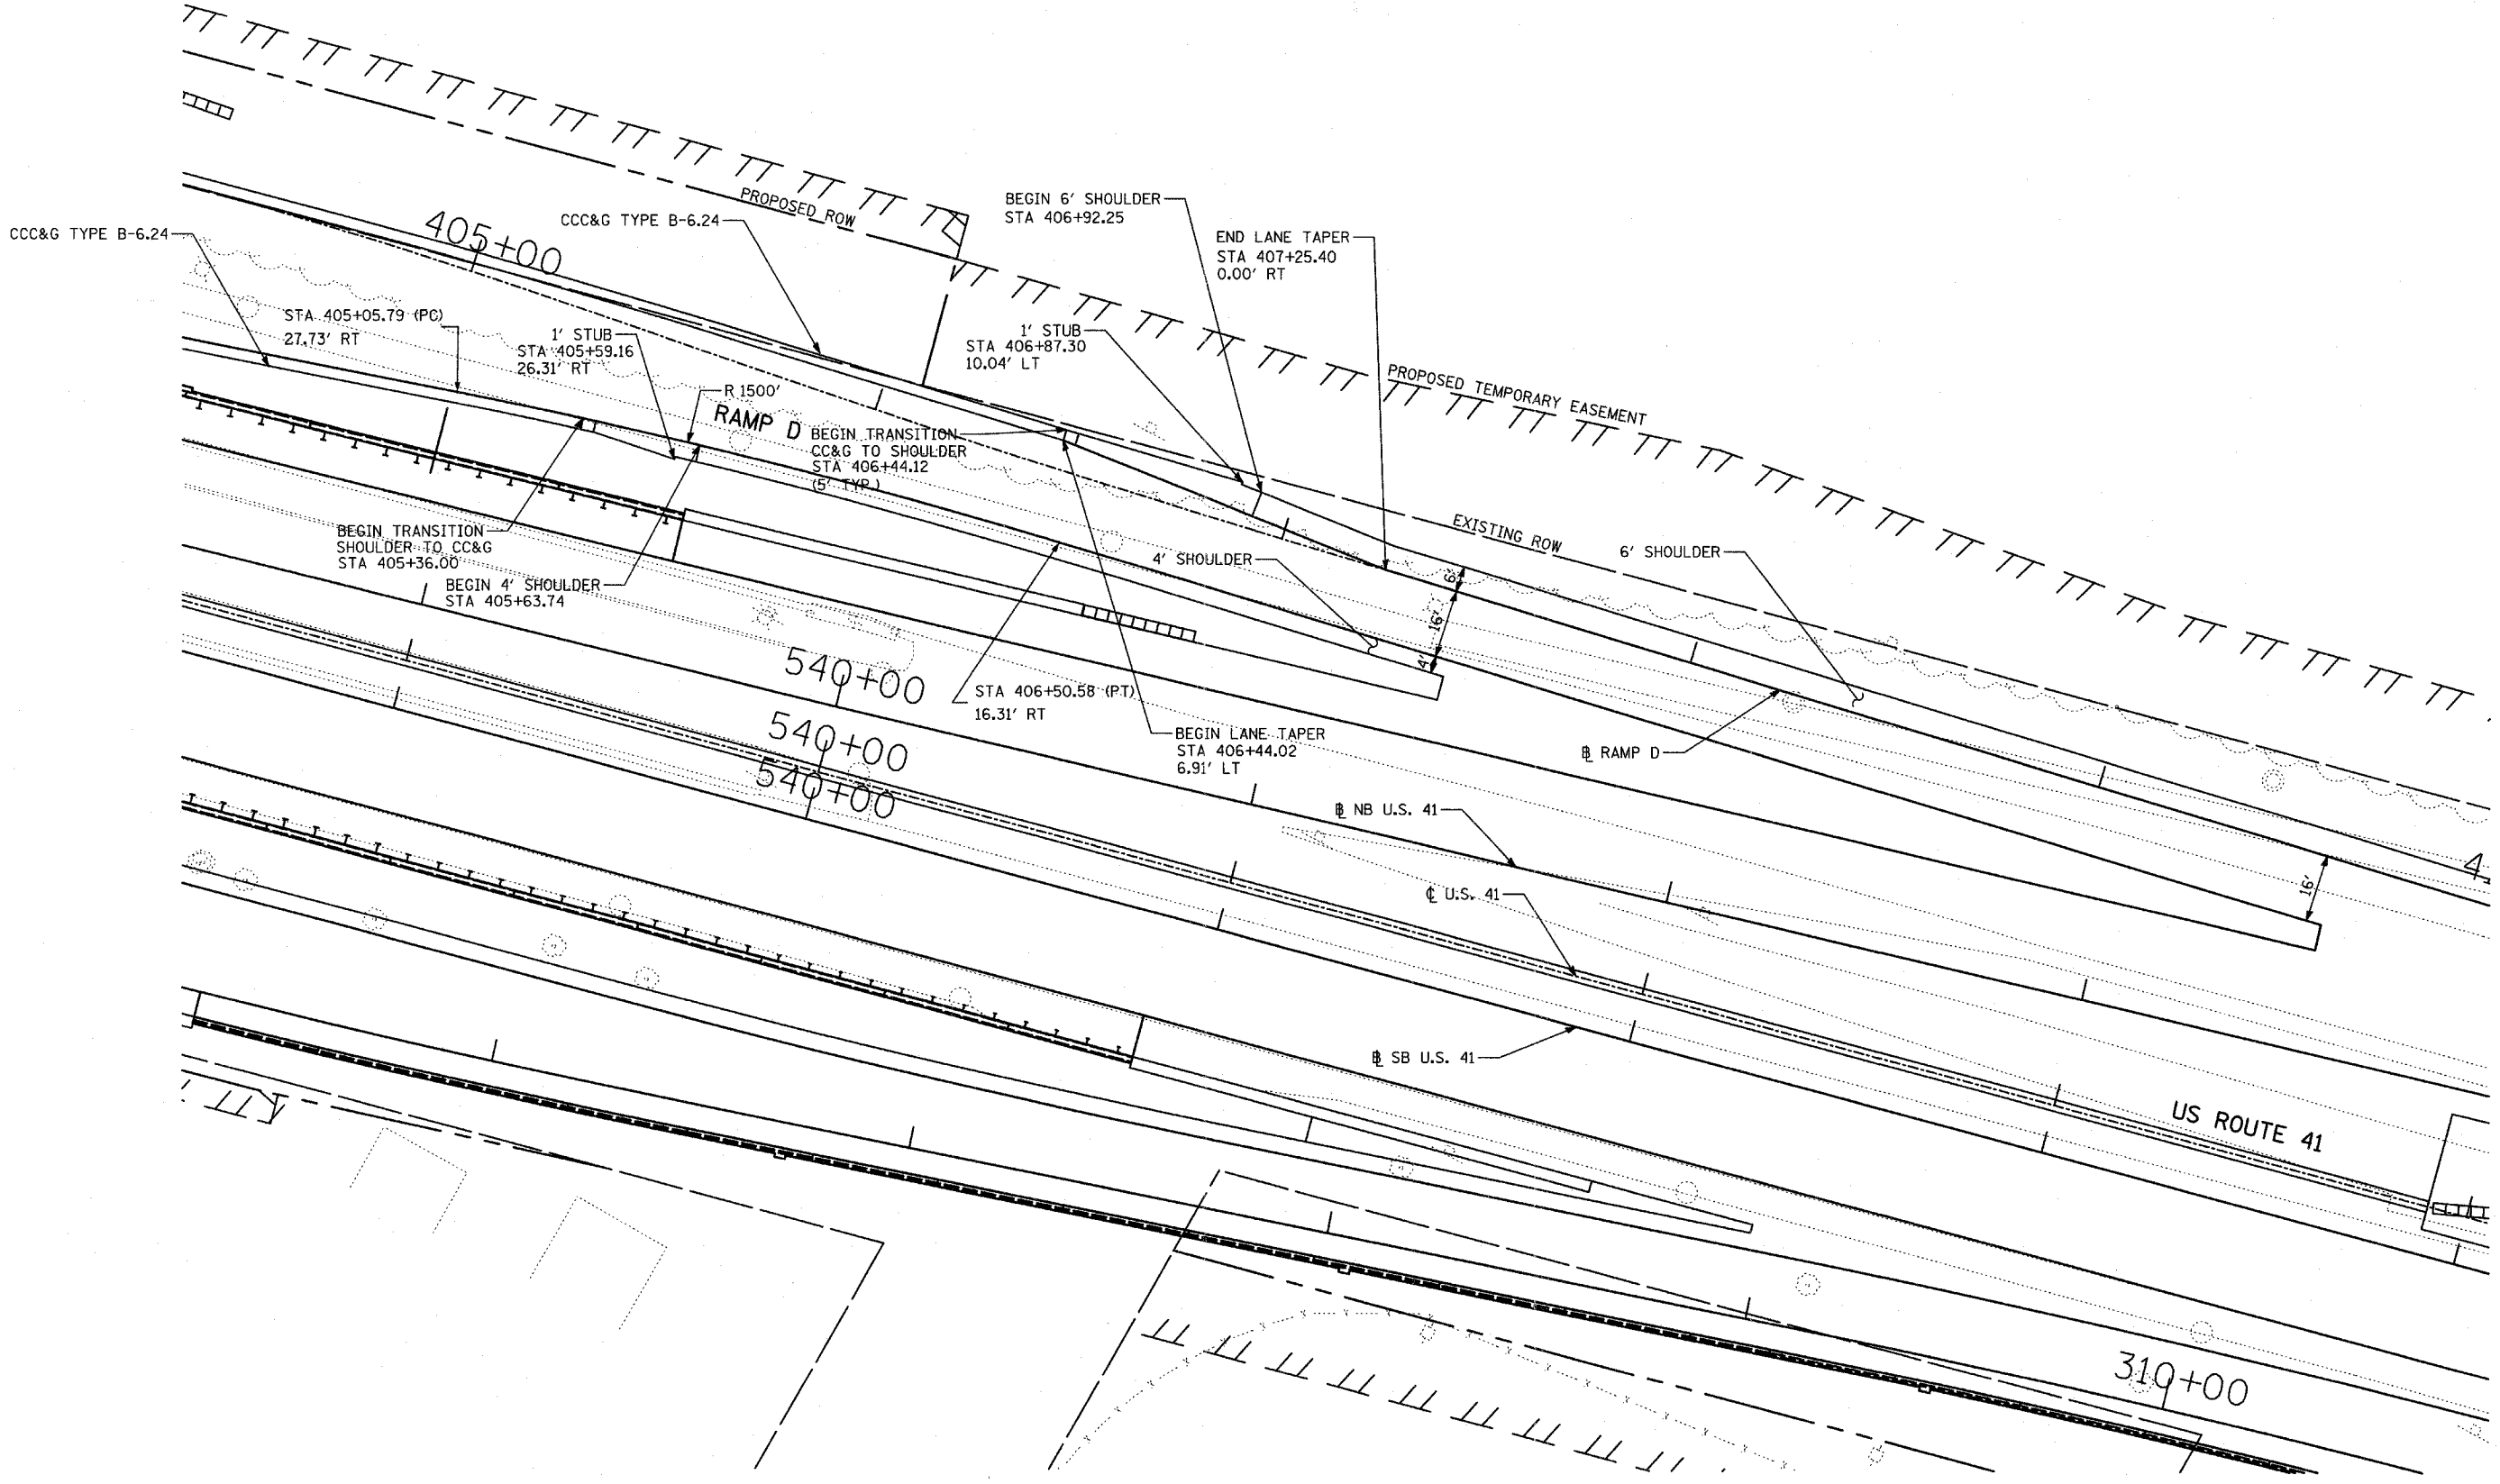 PROPOSED ROW
BEGIN 6' SHOULDER
STA 406+92.25
405+00
CCC&G TYPE B-6.24
CCC&G TYPE B-6.24
END LANE TAPER
STA 407+25.40
0.00' RT
STA 405+05.79 (PC)
27.73' RT
1' STUB
STA 405+59.16
26.31' RT
1' STUB
STA 406+87.30
10.04' LT
PROPOSED TEMPORARY EASEMENT
R 1500'
RAMP D
BEGIN TRANSITION
CC&G TO SHOULDER
STA 406+44.12
(5' TYP.)
BEGIN TRANSITION
SHOULDER TO CC&G
STA 405+36.00
BEGIN 4' SHOULDER
STA 405+63.74
EXISTING ROW
6' SHOULDER
4' SHOULDER
6'
16'
4'
540+00
STA 406+50.58 (PT)
16.31' RT
540+00
BEGIN LANE TAPER
STA 406+44.02
6.91' LT
540+00
℄ RAMP D
℄ NB U.S. 41
4
16'
℄ U.S. 41
℄ SB U.S. 41
US ROUTE 41
310+00